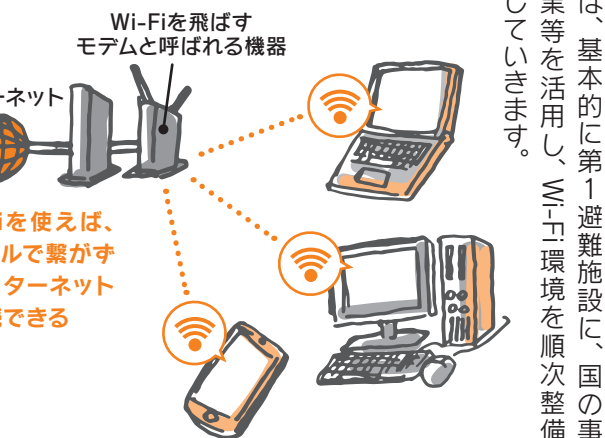 は、基本的に第1避難施設に、国の事
業等を活用し、Wi-Fi環境を順次整備
していきます。
Wi-Fiを飛ばす
モデムと呼ばれる機器
ーネット
iを使えば、
ルで繋がず
ターネット
できる